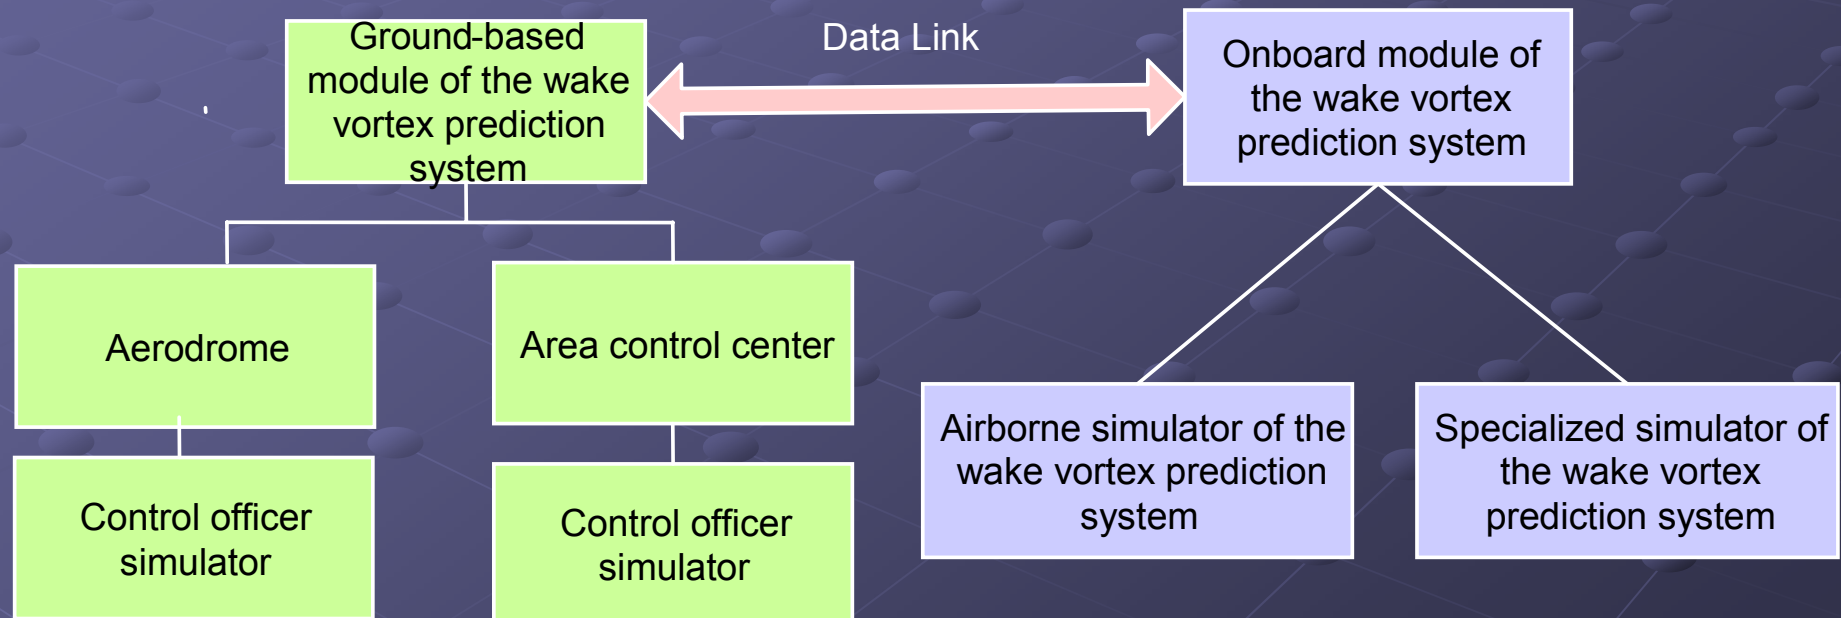 Ground-based
module of the wake
vortex prediction
system
Data Link
Onboard module of
the wake vortex
prediction system
Aerodrome
Area control center
Airborne simulator of the
wake vortex prediction
system
Specialized simulator of
the wake vortex
prediction system
Control officer
simulator
Control officer
simulator